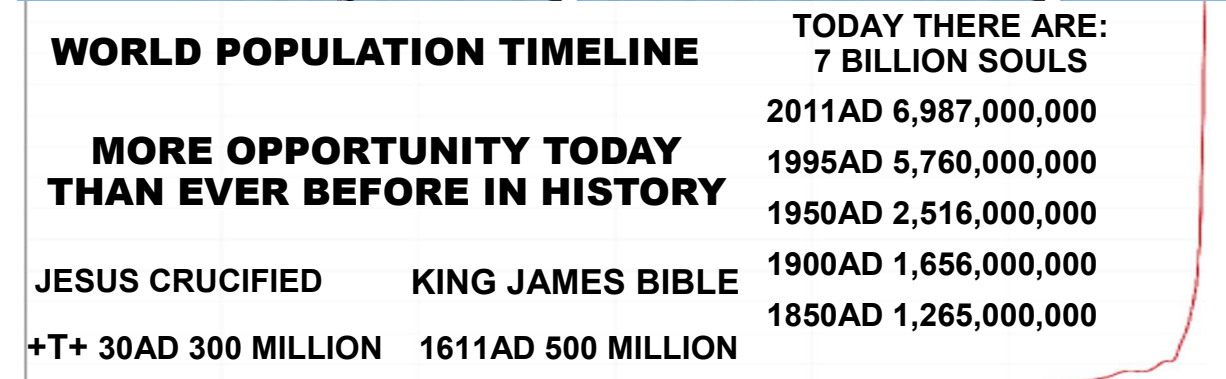 WORLD POPULATION TIMELINE
MORE OPPORTUNITY TODAY
THAN EVER BEFORE IN HISTORY
JESUS CRUCIFIED
+T+ 30AD 300 MILLION
KING JAMES BIBLE
1611AD 500 MILLION
TODAY THERE ARE:
7 BILLION SOULS
2011AD 6,987,000,000
1995AD 5,760,000,000
1950AD 2,516,000,000
1900AD 1,656,000,000
1850AD 1,265,000,000